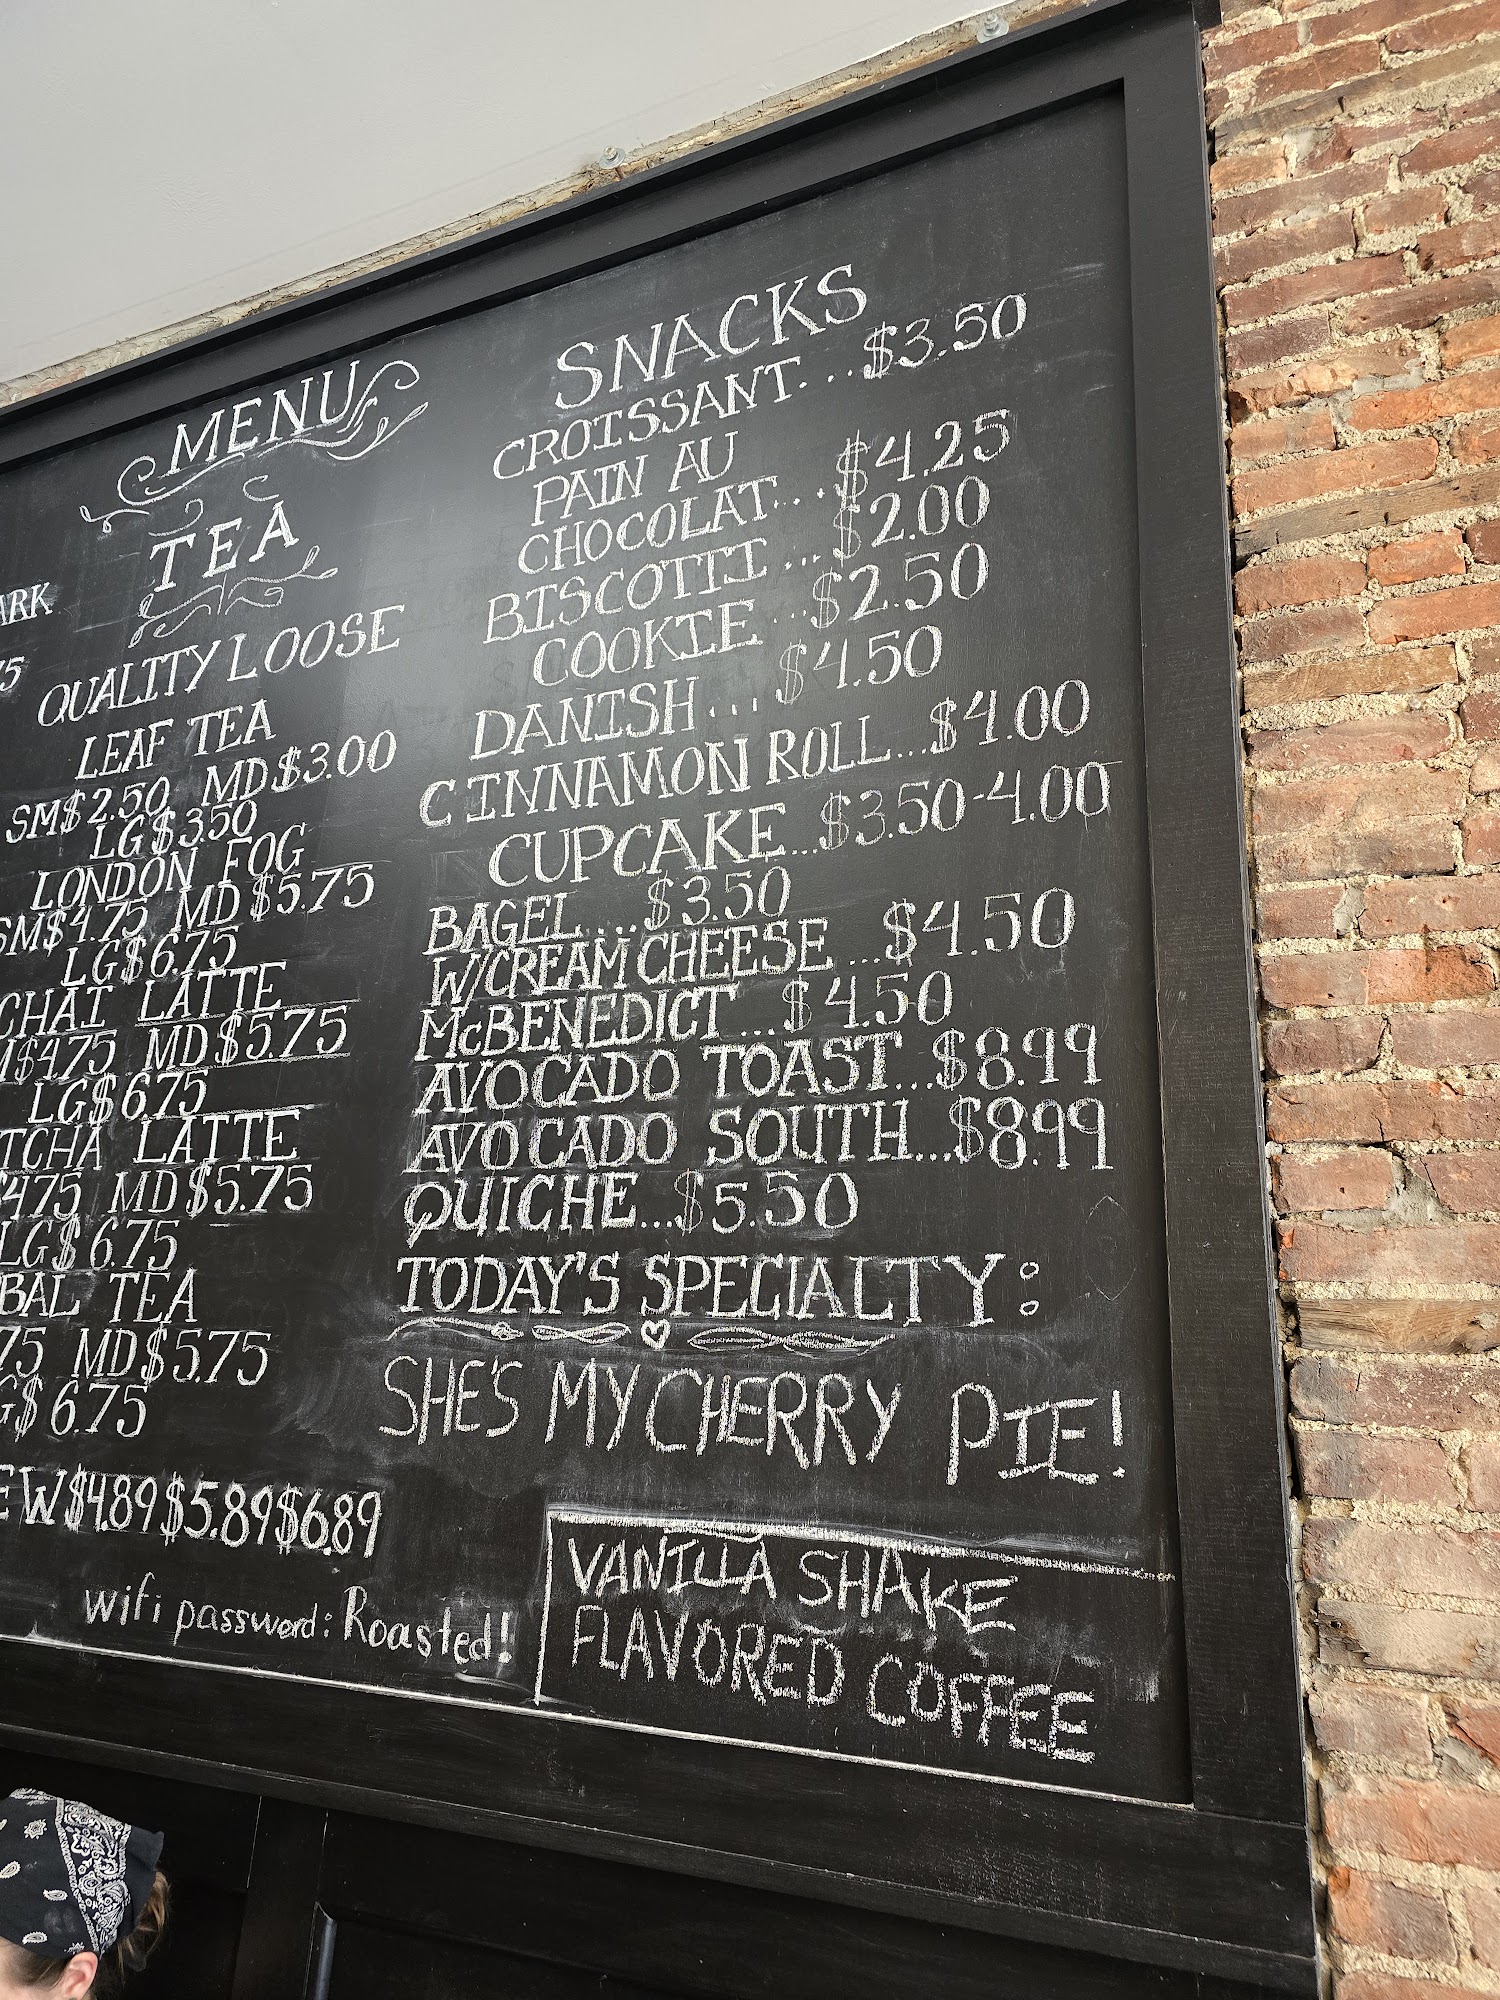 MENU
TEA
ARK
QUALITY LOOSE
LEAF TEA
SM$2.50 MD$3.00
LG$3.50
LONDON FOG
SM$4.75 MD$5.75
LG$6.75
CHAI LATTE
M$4.75 MD$5.75
LG$6.75
TCHA LATTE
$4.75 MD$5.75
LG$6.75
BAL TEA
75 MD$5.75
G$6.75
EW $4.89 $5.89 $6.89
wifi password: Roasted!
SNACKS
CROISSANT...$3.50
PAIN AU
CHOCOLAT...$4.25
BISCOTTI...$2.00
COOKIE...$2.50
DANISH...$4.50
CINNAMON ROLL...$4.00
CUPCAKE...$3.50-4.00
BAGEL....$3.50
W/CREAM CHEESE...$4.50
McBENEDICT...$4.50
AVOCADO TOAST...$8.99
AVOCADO SOUTH...$8.99
QUICHE...$5.50
TODAY'S SPECIALTY:
SHE'S MY CHERRY PIE!
VANILLA SHAKE
FLAVORED COFFEE